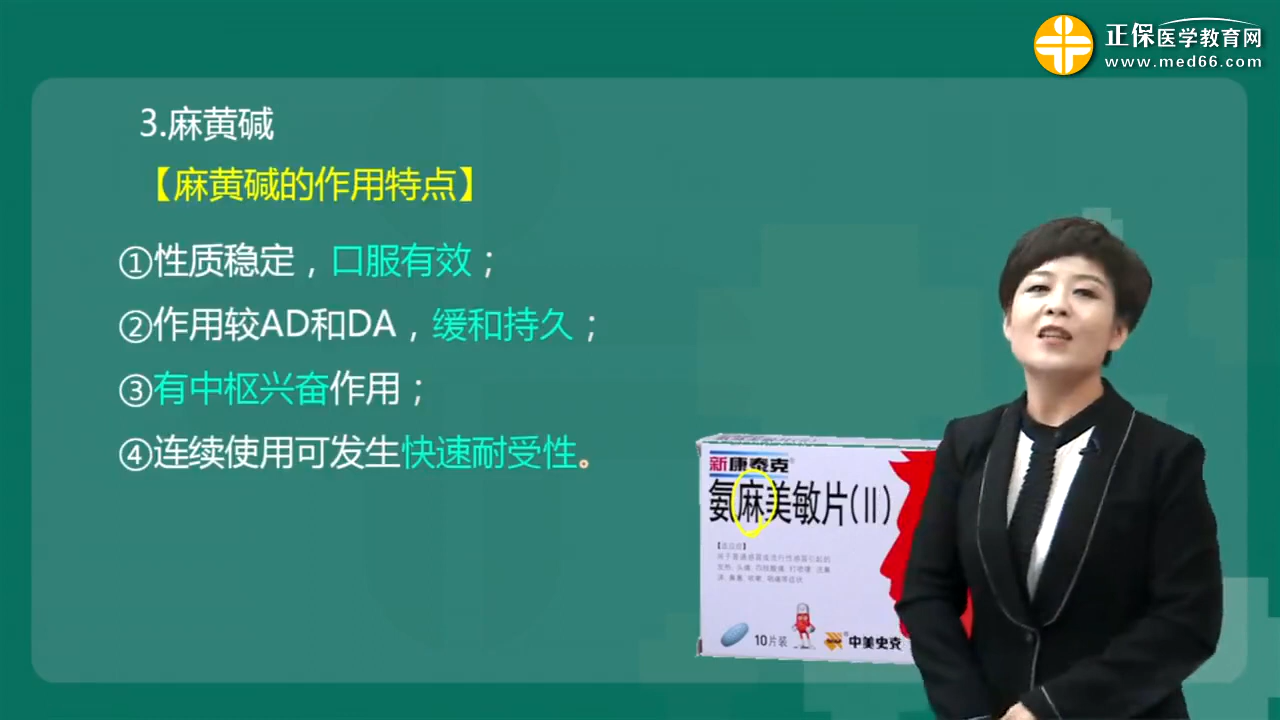 正保医学教育网
www.med66.com
3.麻黄碱
【麻黄碱的作用特点】
①性质稳定，口服有效；
②作用较AD和DA，缓和持久；
③有中枢兴奋作用；
④连续使用可发生快速耐受性。
新康泰克®
氨麻美敏片(II)
【适应症】
10片装
中美史克